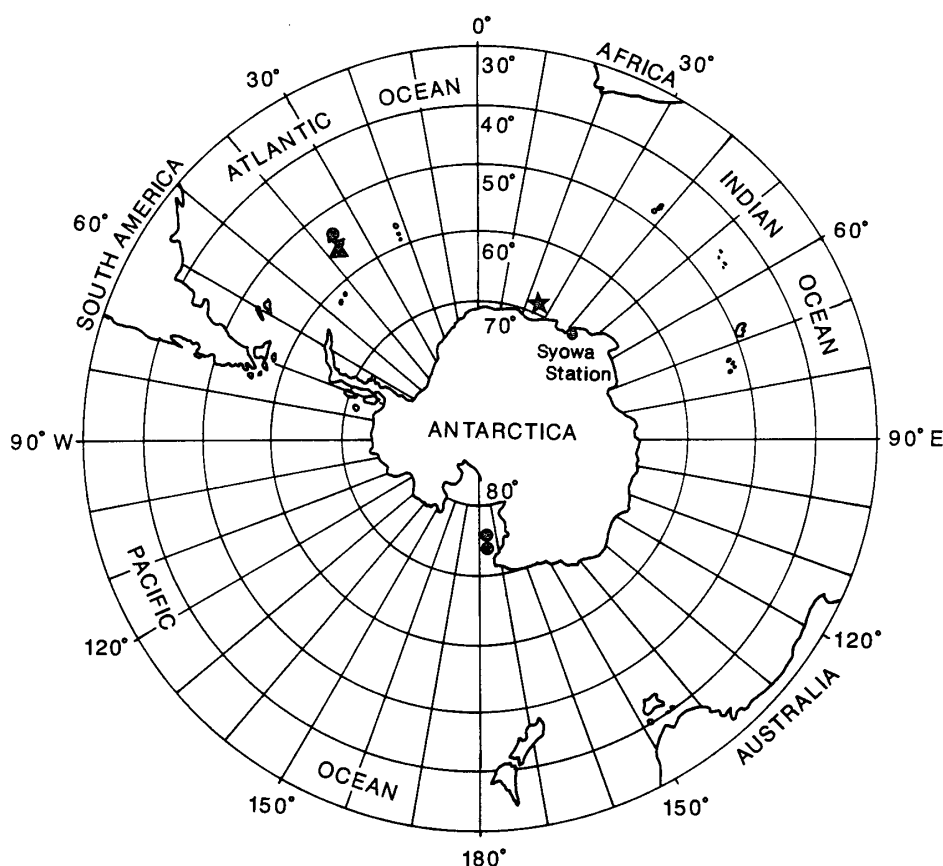 0°
30°
AFRICA
30°
ATLANTIC
OCEAN
30°
40°
50°
60°
70°
INDIAN
OCEAN
60°
SOUTH AMERICA
60°
Syowa
Station
90° W
ANTARCTICA
90° E
80°
PACIFIC
OCEAN
120°
120°
AUSTRALIA
150°
150°
180°